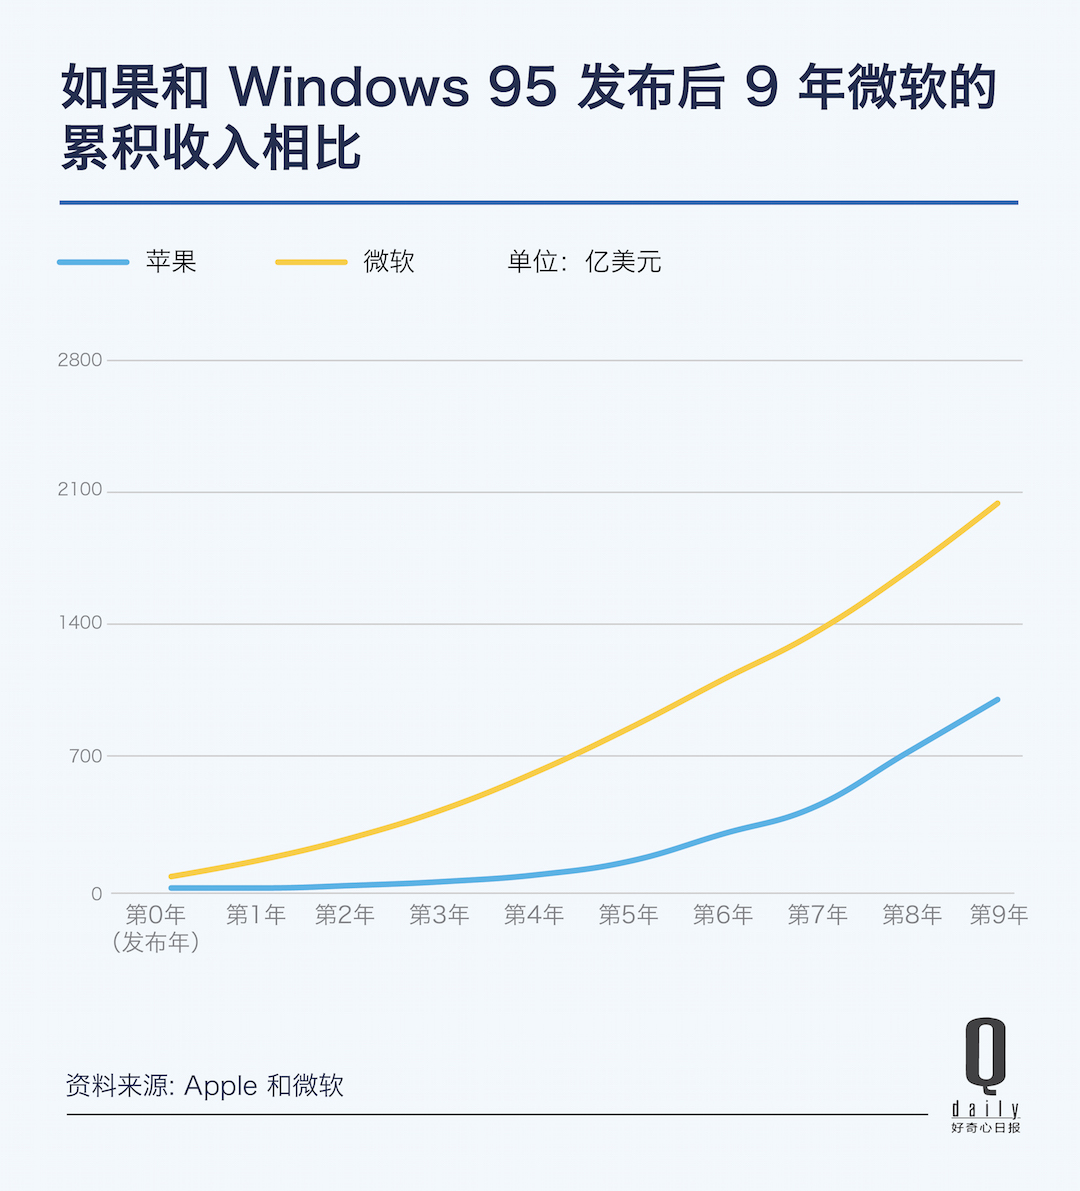 如果和 Windows 95 发布后 9 年微软的
累积收入相比
苹果 微软 单位：亿美元
2800
2100
1400
700
0
第0年 第1年 第2年 第3年 第4年 第5年 第6年 第7年 第8年 第9年
（发布年）
资料来源: Apple 和微软
Q
daily
好奇心日报